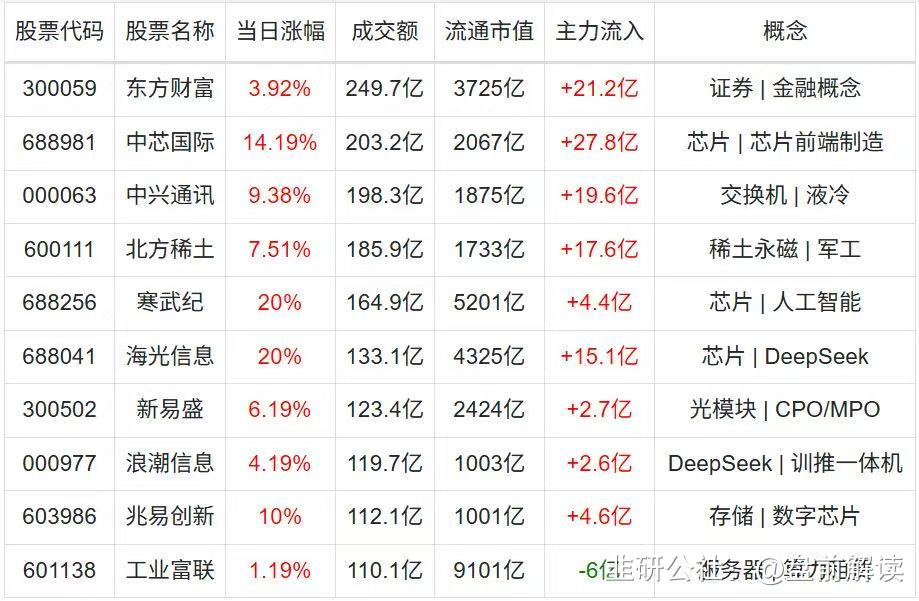 股票代码 股票名称 当日涨幅 成交额 流通市值 主力流入 概念
300059 东方财富 3.92% 249.7亿 3725亿 +21.2亿 证券 | 金融概念
688981 中芯国际 14.19% 203.2亿 2067亿 +27.8亿 芯片 | 芯片前端制造
000063 中兴通讯 9.38% 198.3亿 1875亿 +19.6亿 交换机 | 液冷
600111 北方稀土 7.51% 185.9亿 1733亿 +17.6亿 稀土永磁 | 军工
688256 寒武纪 20% 164.9亿 5201亿 +4.4亿 芯片 | 人工智能
688041 海光信息 20% 133.1亿 4325亿 +15.1亿 芯片 | DeepSeek
300502 新易盛 6.19% 123.4亿 2424亿 +2.7亿 光模块 | CPO/MPO
000977 浪潮信息 4.19% 119.7亿 1003亿 +2.6亿 DeepSeek | 训推一体机
603986 兆易创新 10% 112.1亿 1001亿 +4.6亿 存储 | 数字芯片
601138 工业富联 1.19% 110.1亿 9101亿 -6亿 服务器 | 算力
韭研公社 @盘前解读